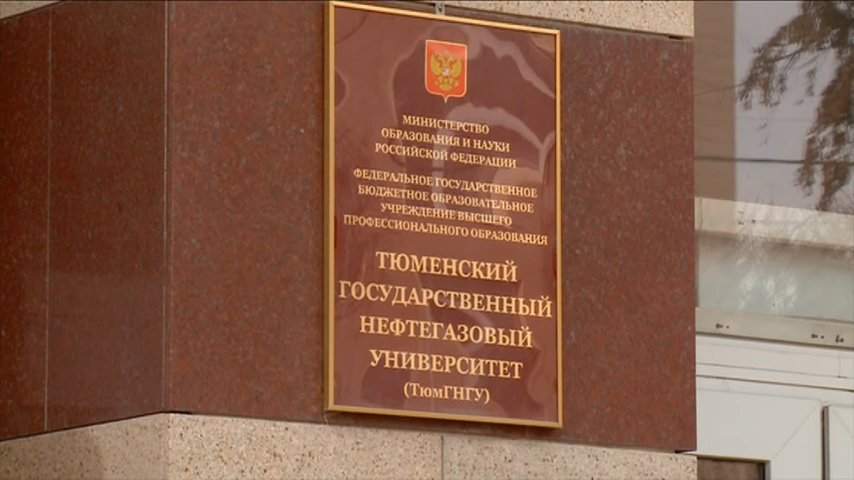 МИНИСТЕРСТВО
ОБРАЗОВАНИЯ И НАУКИ
РОССИЙСКОЙ ФЕДЕРАЦИИ
ФЕДЕРАЛЬНОЕ ГОСУДАРСТВЕННОЕ
БЮДЖЕТНОЕ ОБРАЗОВАТЕЛЬНОЕ
УЧРЕЖДЕНИЕ ВЫСШЕГО
ПРОФЕССИОНАЛЬНОГО ОБРАЗОВАНИЯ
ТЮМЕНСКИЙ
ГОСУДАРСТВЕННЫЙ
НЕФТЕГАЗОВЫЙ
УНИВЕРСИТЕТ
(ТюмГНГУ)